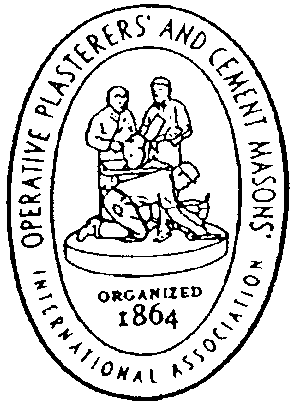 OPERATIVE PLASTERERS' AND CEMENT MASONS'
INTERNATIONAL ASSOCIATION
ORGANIZED
1864